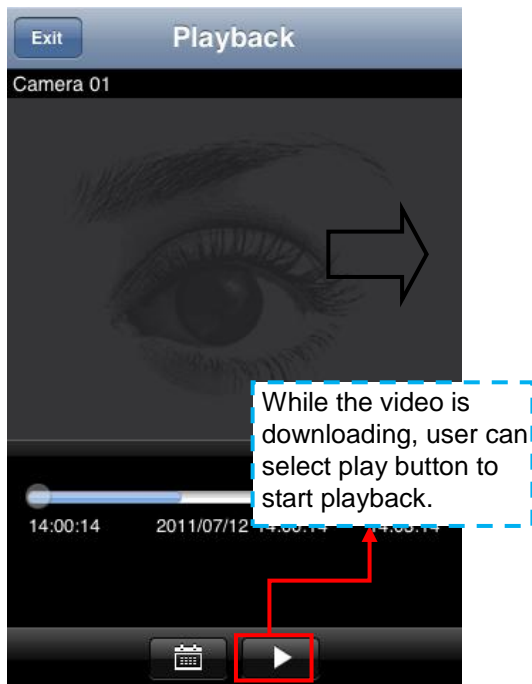 Exit
Playback
Camera 01
While the video is
downloading, user can
select play button to
start playback.
14:00:14 2011/07/12